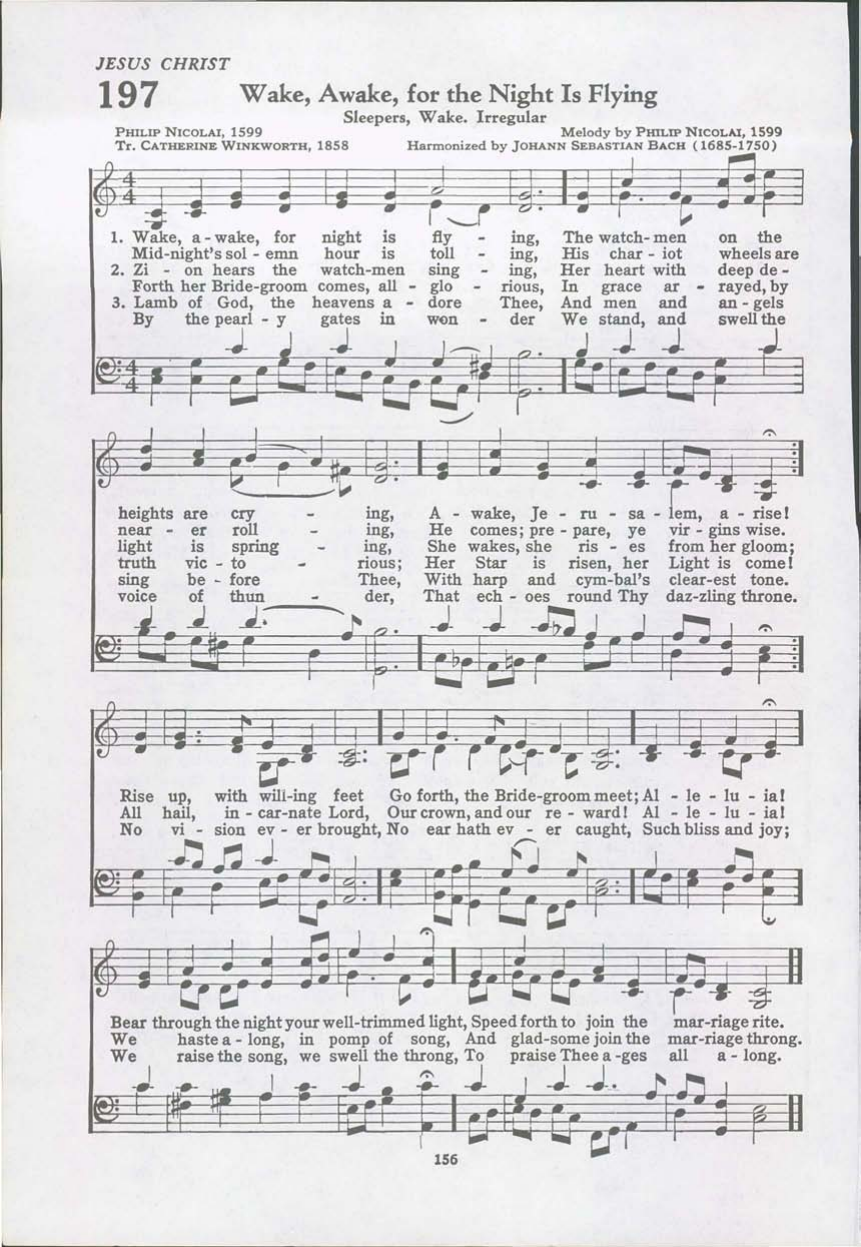 JESUS CHRIST
197 Wake, Awake, for the Night Is Flying
Sleepers, Wake. Irregular
PHILIP NICOLAI, 1599 Melody by PHILIP NICOLAI, 1599
Tr. CATHERINE WINKWORTH, 1858 Harmonized by JOHANN SEBASTIAN BACH (1685-1750)
1. Wake, a - wake, for night is fly - ing, The watch - men on the
Mid-night's sol - emn hour is toll - ing, His char - iot wheels are
2. Zi - on hears the watch-men sing - ing, Her heart with deep de -
Forth her Bride-groom comes, all - glo - rious, In grace ar - rayed, by
3. Lamb of God, the heavens a - dore Thee, And men and an - gels
By the pearl - y gates in won - der We stand, and swell the
heights are cry - ing, A - wake, Je - ru - sa - lem, a - rise!
near - er roll - ing, He comes; pre - pare, ye vir - gins wise.
light is spring - ing, She wakes, she ris - es from her gloom;
truth vic - to - rious; Her Star is risen, her Light is come!
sing be - fore Thee, With harp and cym-bal's clear-est tone.
voice of thun - der, That ech - oes round Thy daz-zling throne.
Rise up, with will-ing feet Go forth, the Bride-groom meet; Al - le - lu - ia!
All hail, in - car-nate Lord, Our crown, and our re - ward! Al - le - lu - ia!
No vi - sion ev - er brought, No ear hath ev - er caught, Such bliss and joy;
Bear through the night your well-trimmed light, Speed forth to join the mar-riage rite.
We haste a - long, in pomp of song, And glad-some join the mar-riage throng.
We raise the song, we swell the throng, To praise Thee a-ges all a - long.
156